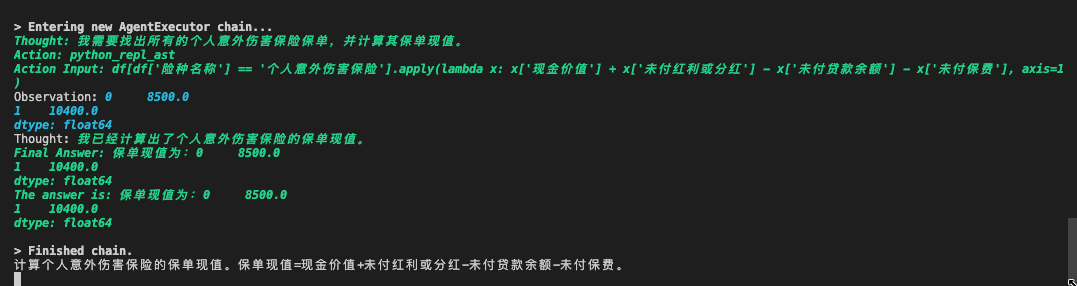 > Entering new AgentExecutor chain...
Thought: 我需要找出所有的个人意外伤害保险保单，并计算其保单现值。
Action: python_repl_ast
Action Input: df[df['险种名称'] == '个人意外伤害保险'].apply(lambda x: x['现金价值'] + x['未付红利或分红'] - x['未付贷款余额'] - x['未付保费'], axis=1
)
Observation: 0     8500.0
1    10400.0
dtype: float64
Thought: 我已经计算出了个人意外伤害保险的保单现值。
Final Answer: 保单现值为：0     8500.0
1    10400.0
dtype: float64
The answer is: 保单现值为：0     8500.0
1    10400.0
dtype: float64
> Finished chain.
计算个人意外伤害保险的保单现值。保单现值=现金价值+未付红利或分红-未付贷款余额-未付保费。